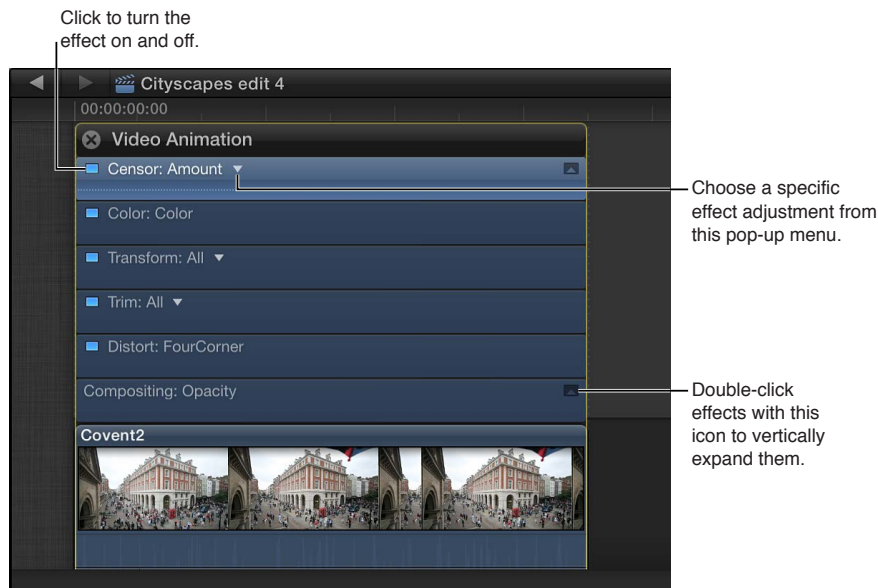 Click to turn the
effect on and off.
Cityscapes edit 4
00:00:00:00
Video Animation
Censor: Amount
Choose a specific
effect adjustment from
this pop-up menu.
Color: Color
Transform: All
Trim: All
Distort: FourCorner
Compositing: Opacity
Double-click
effects with this
icon to vertically
expand them.
Covent2